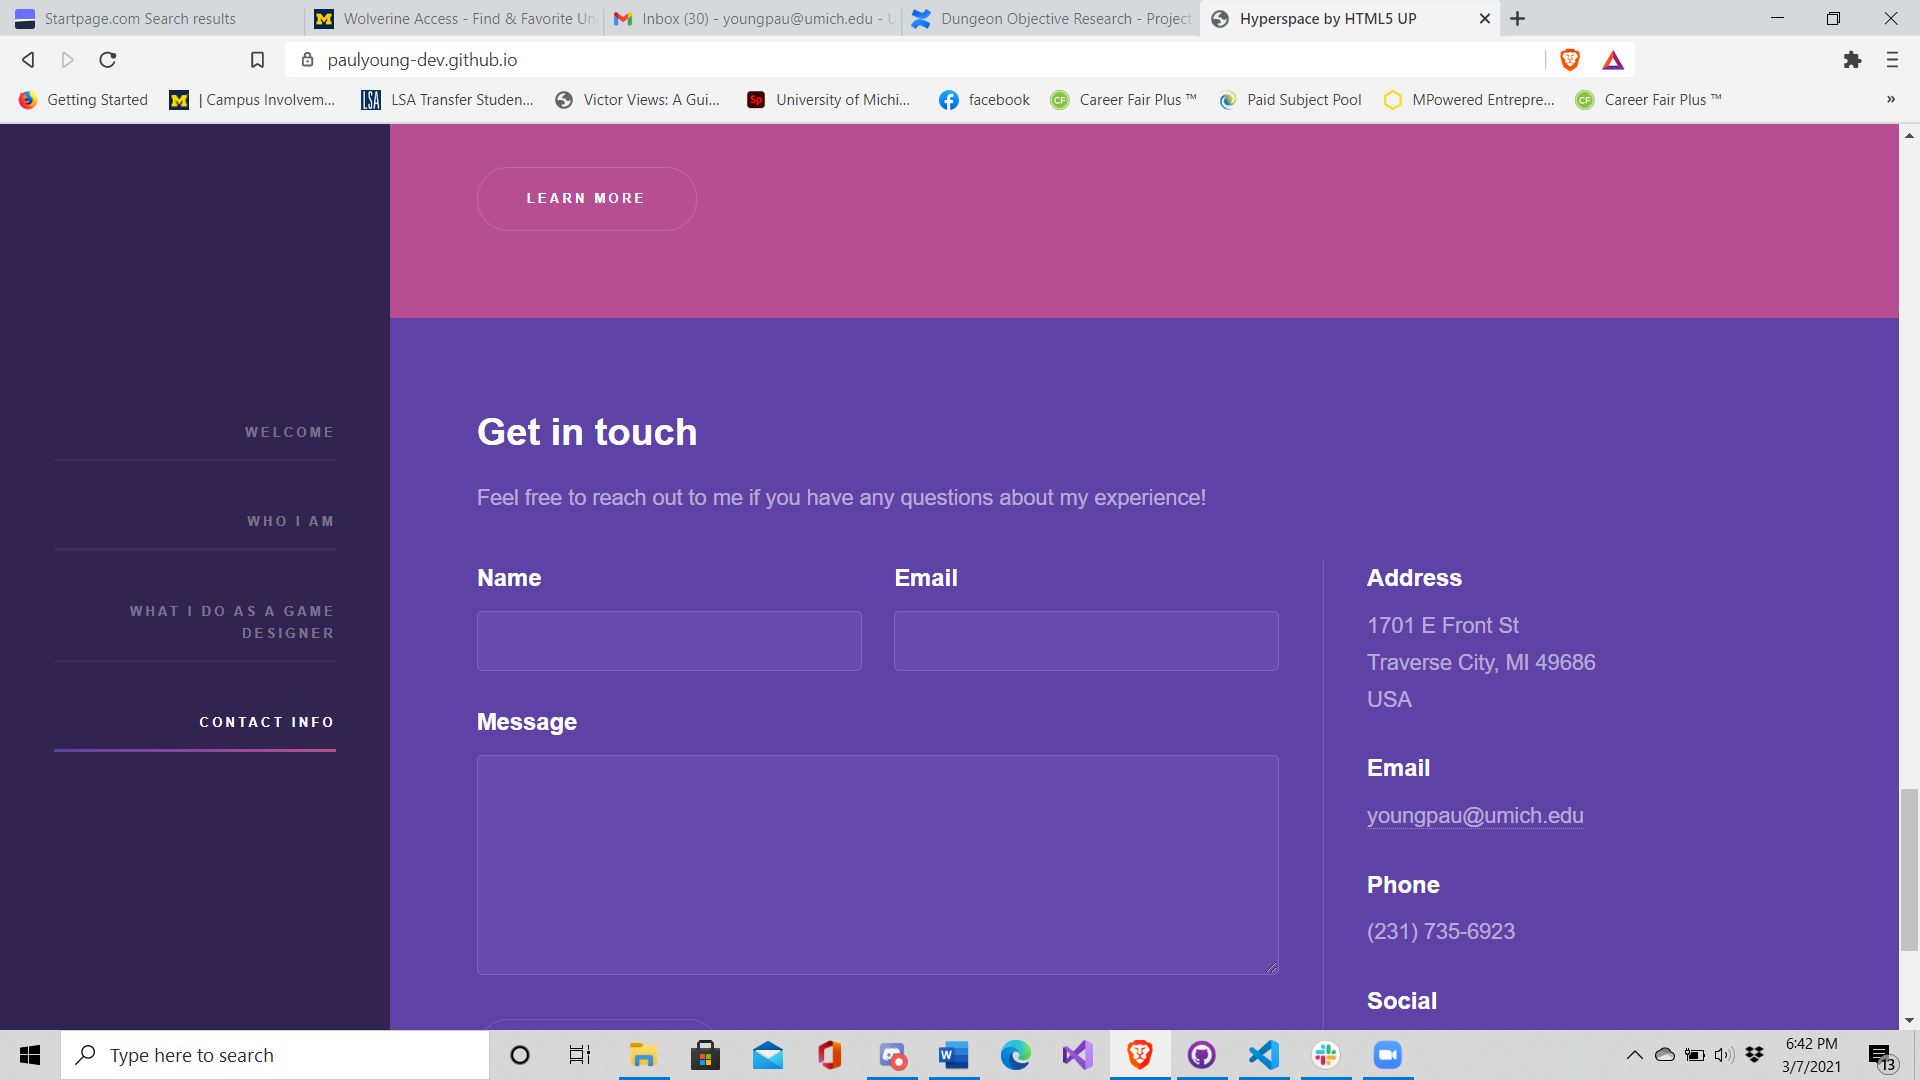 Startpage.com Search results
Wolverine Access - Find & Favorite Un
Inbox (30) - youngpau@umich.edu - U
Dungeon Objective Research - Project
Hyperspace by HTML5 UP
paulyoung-dev.github.io
Getting Started
| Campus Involvem...
LSA Transfer Studen...
Victor Views: A Gui...
University of Michi...
facebook
Career Fair Plus ™
Paid Subject Pool
MPowered Entrepre...
Career Fair Plus ™
»
LEARN MORE
WELCOME
WHO I AM
WHAT I DO AS A GAME
DESIGNER
CONTACT INFO
Get in touch
Feel free to reach out to me if you have any questions about my experience!
Name
Email
Message
Address
1701 E Front St
Traverse City, MI 49686
USA
Email
youngpau@umich.edu
Phone
(231) 735-6923
Social
Type here to search
6:42 PM
3/7/2021
13